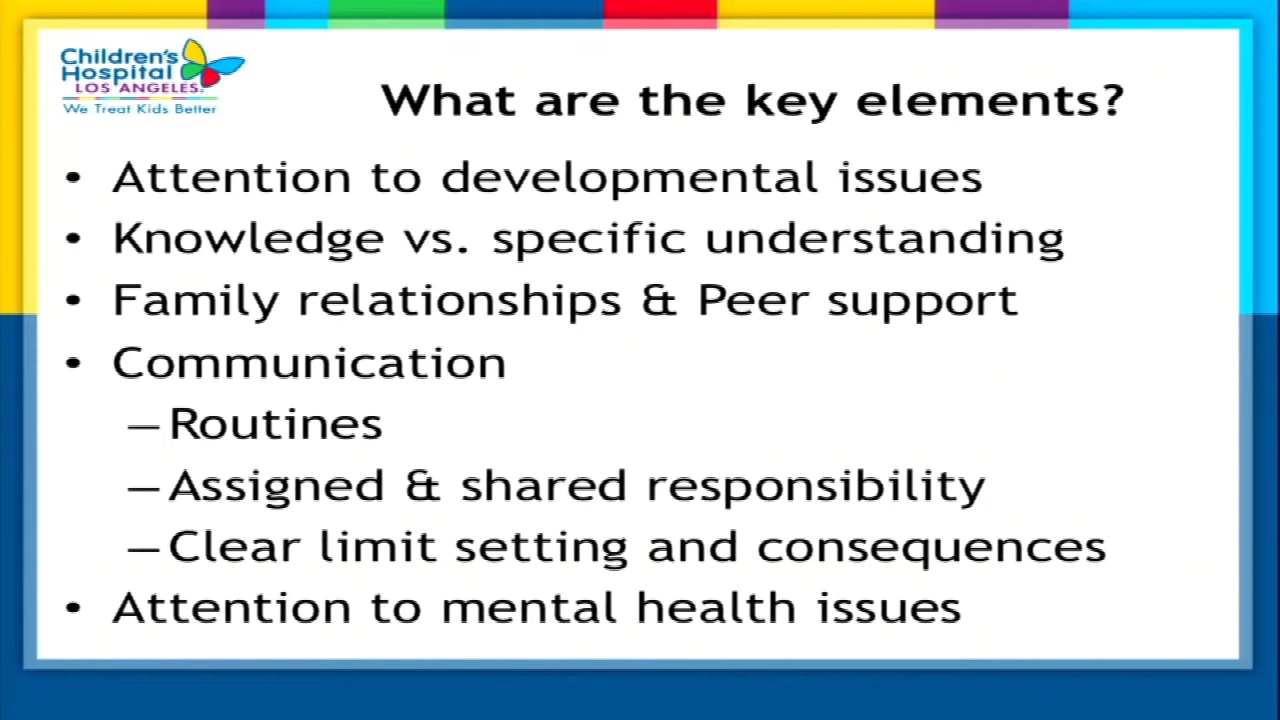 Children's
Hospital
LOS ANGELES
We Treat Kids Better
What are the key elements?
• Attention to developmental issues
• Knowledge vs. specific understanding
• Family relationships & Peer support
• Communication
– Routines
– Assigned & shared responsibility
– Clear limit setting and consequences
• Attention to mental health issues